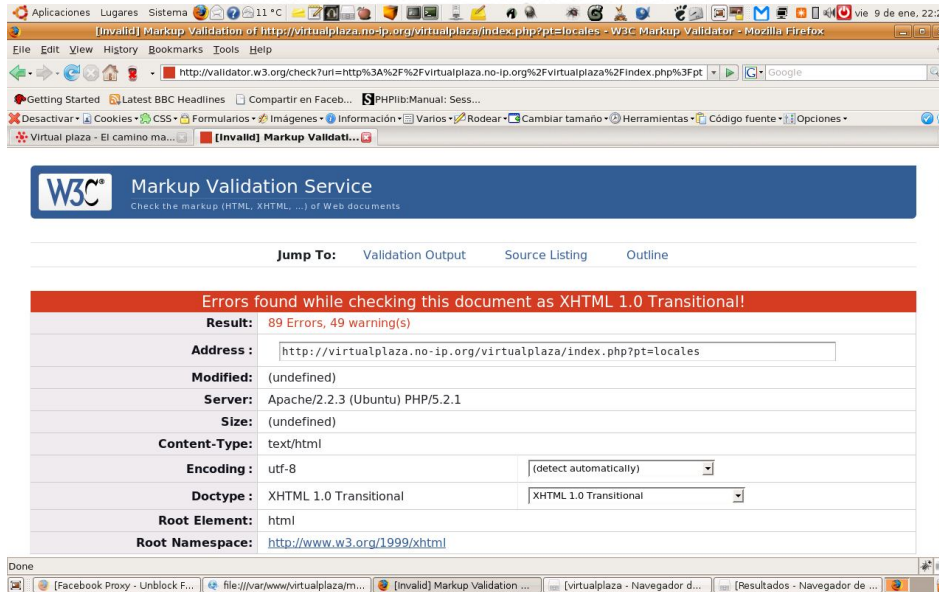 Aplicaciones Lugares Sistema 11 °C vie 9 de ene, 22:2
[Invalid] Markup Validation of http://virtualplaza.no-ip.org/virtualplaza/index.php?pt=locales - W3C Markup Validator - Mozilla Firefox
File Edit View History Bookmarks Tools Help
http://validator.w3.org/check?uri=http%3A%2F%2Fvirtualplaza.no-ip.org%2Fvirtualplaza%2Findex.php%3Fpt G Google
Getting Started Latest BBC Headlines Compartir en Faceb... PHPlib:Manual: Sess...
Desactivar Cookies CSS Formularios Imágenes Información Varios Rodear Cambiar tamaño Herramientas Código fuente Opciones
Virtual plaza - El camino ma... [Invalid] Markup Validati...
W3C® Markup Validation Service
Check the markup (HTML, XHTML, ...) of Web documents
Jump To: Validation Output Source Listing Outline
Errors found while checking this document as XHTML 1.0 Transitional!
Result: 89 Errors, 49 warning(s)
Address : http://virtualplaza.no-ip.org/virtualplaza/index.php?pt=locales
Modified: (undefined)
Server: Apache/2.2.3 (Ubuntu) PHP/5.2.1
Size: (undefined)
Content-Type: text/html
Encoding : utf-8 (detect automatically)
Doctype : XHTML 1.0 Transitional XHTML 1.0 Transitional
Root Element: html
Root Namespace: http://www.w3.org/1999/xhtml
Done
[Facebook Proxy - Unblock F... file:///var/www/virtualplaza/m... [Invalid] Markup Validation ... [virtualplaza - Navegador d... [Resultados - Navegador de ...